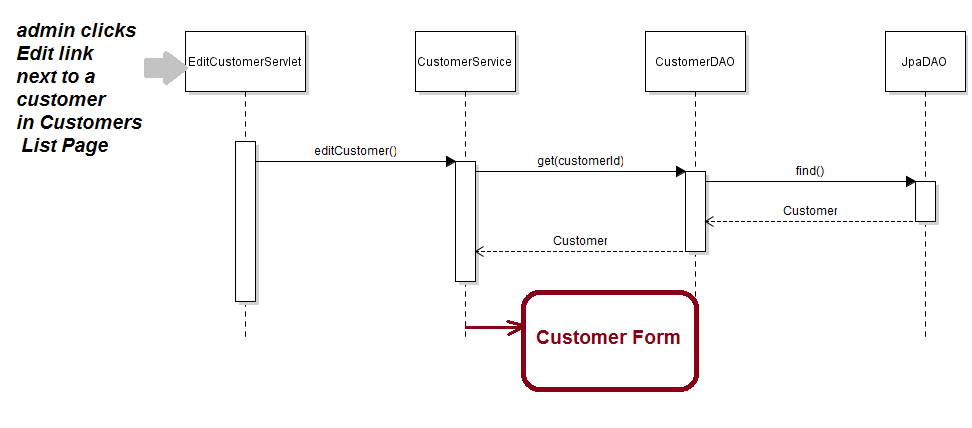 admin clicks
Edit link
next to a
customer
in Customers
List Page
EditCustomerServlet
CustomerService
CustomerDAO
JpaDAO
editCustomer()
get(customerId)
find()
Customer
Customer
Customer Form